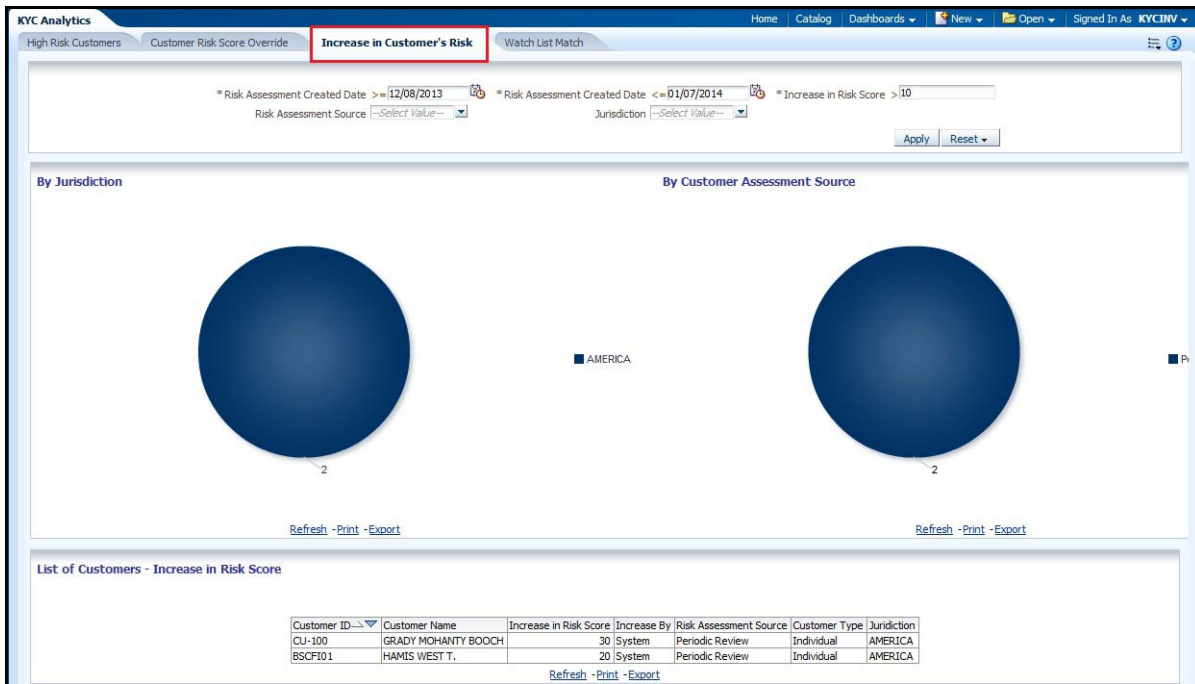 KYC Analytics Home Catalog Dashboards New Open Signed In As KYCINV
High Risk Customers Customer Risk Score Override Increase in Customer's Risk Watch List Match
* Risk Assessment Created Date >= 12/08/2013 * Risk Assessment Created Date <= 01/07/2014 * Increase in Risk Score > 10
Risk Assessment Source --Select Value-- Jurisdiction --Select Value--
Apply Reset
By Jurisdiction By Customer Assessment Source
AMERICA
2 2
Refresh - Print - Export Refresh - Print - Export
List of Customers - Increase in Risk Score
Customer ID Customer Name Increase in Risk Score Increase By Risk Assessment Source Customer Type Juridiction
CU-100 GRADY MOHANTY BOOCH 30 System Periodic Review Individual AMERICA
BSCFI01 HAMIS WEST T. 20 System Periodic Review Individual AMERICA
Refresh - Print - Export